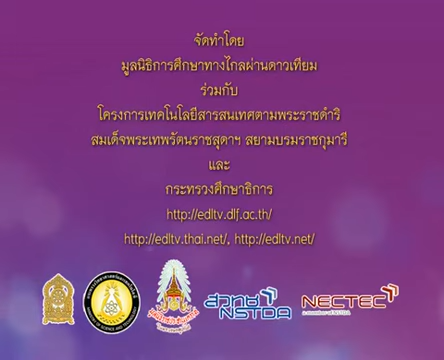 จัดทำโดย
มูลนิธิการศึกษาทางไกลผ่านดาวเทียม
ร่วมกับ
โครงการเทคโนโลยีสารสนเทศตามพระราชดำริ
สมเด็จพระเทพรัตนราชสุดาฯ สยามบรมราชกุมารี
และ
กระทรวงศึกษาธิการ
http://edltv.dlf.ac.th/
http://edltv.thai.net/, http://edltv.net/
สวทช
NSTDA
NECTEC
a member of NSTDA